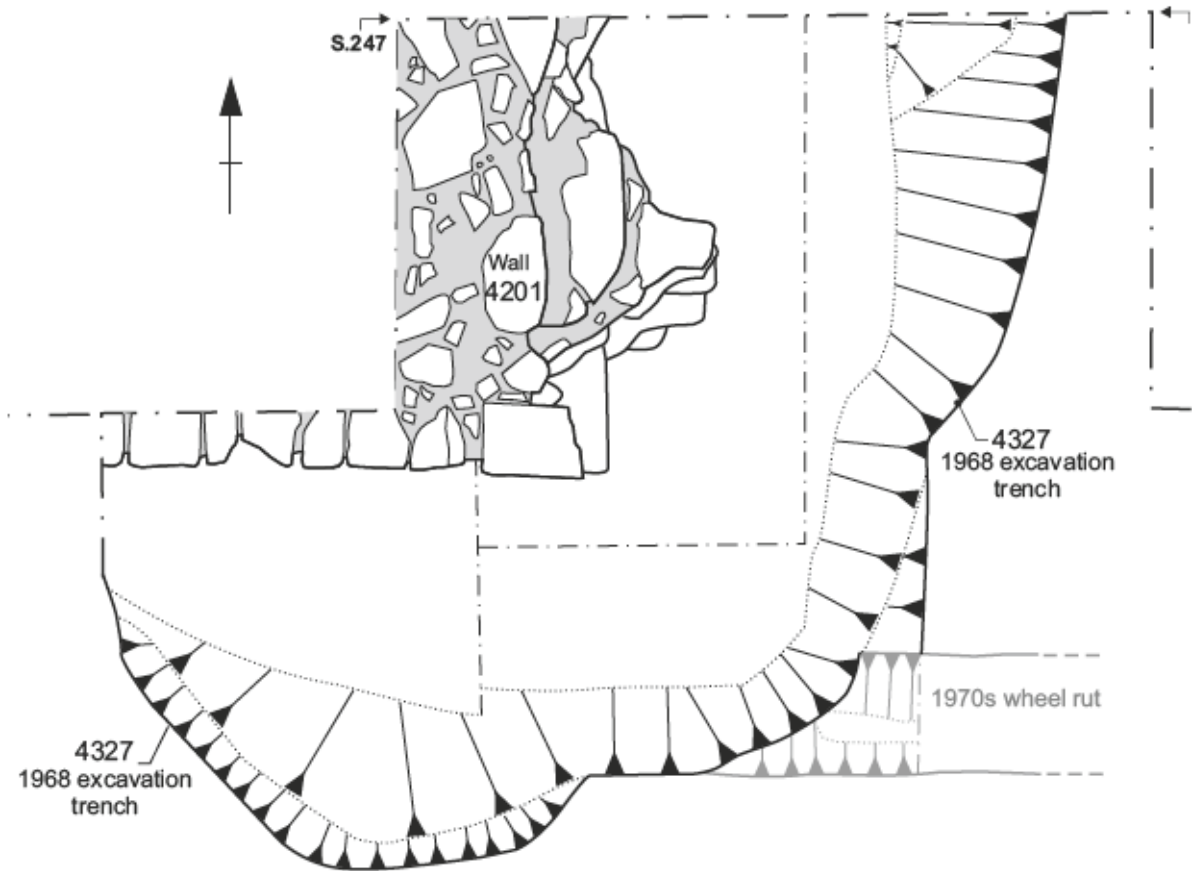 S.247
Wall
4201
4327
1968 excavation
trench
1970s wheel rut
4327
1968 excavation
trench